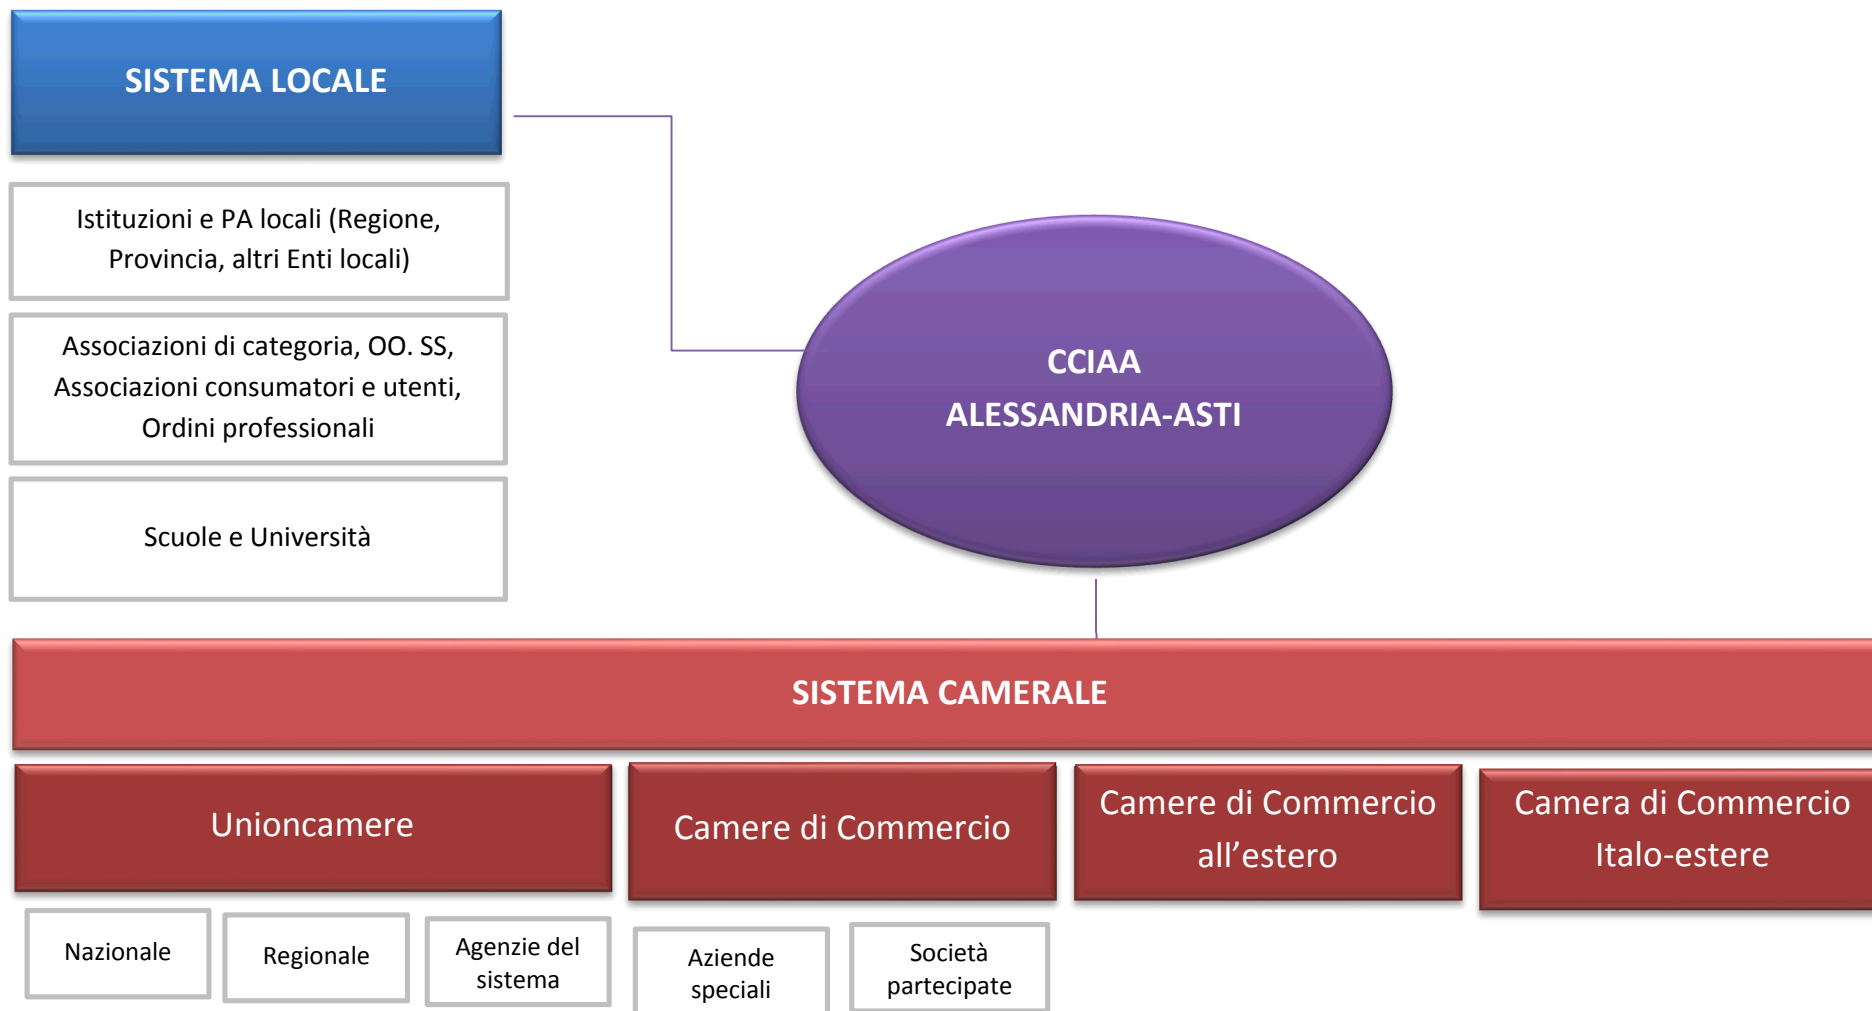 SISTEMA LOCALE
Istituzioni e PA locali (Regione,
Provincia, altri Enti locali)
Associazioni di categoria, OO. SS,
Associazioni consumatori e utenti,
Ordini professionali
Scuole e Università
CCIAA
ALESSANDRIA-ASTI
SISTEMA CAMERALE
Unioncamere
Camere di Commercio
Camere di Commercio
all’estero
Camera di Commercio
Italo-estere
Nazionale
Regionale
Agenzie del
sistema
Aziende
speciali
Società
partecipate